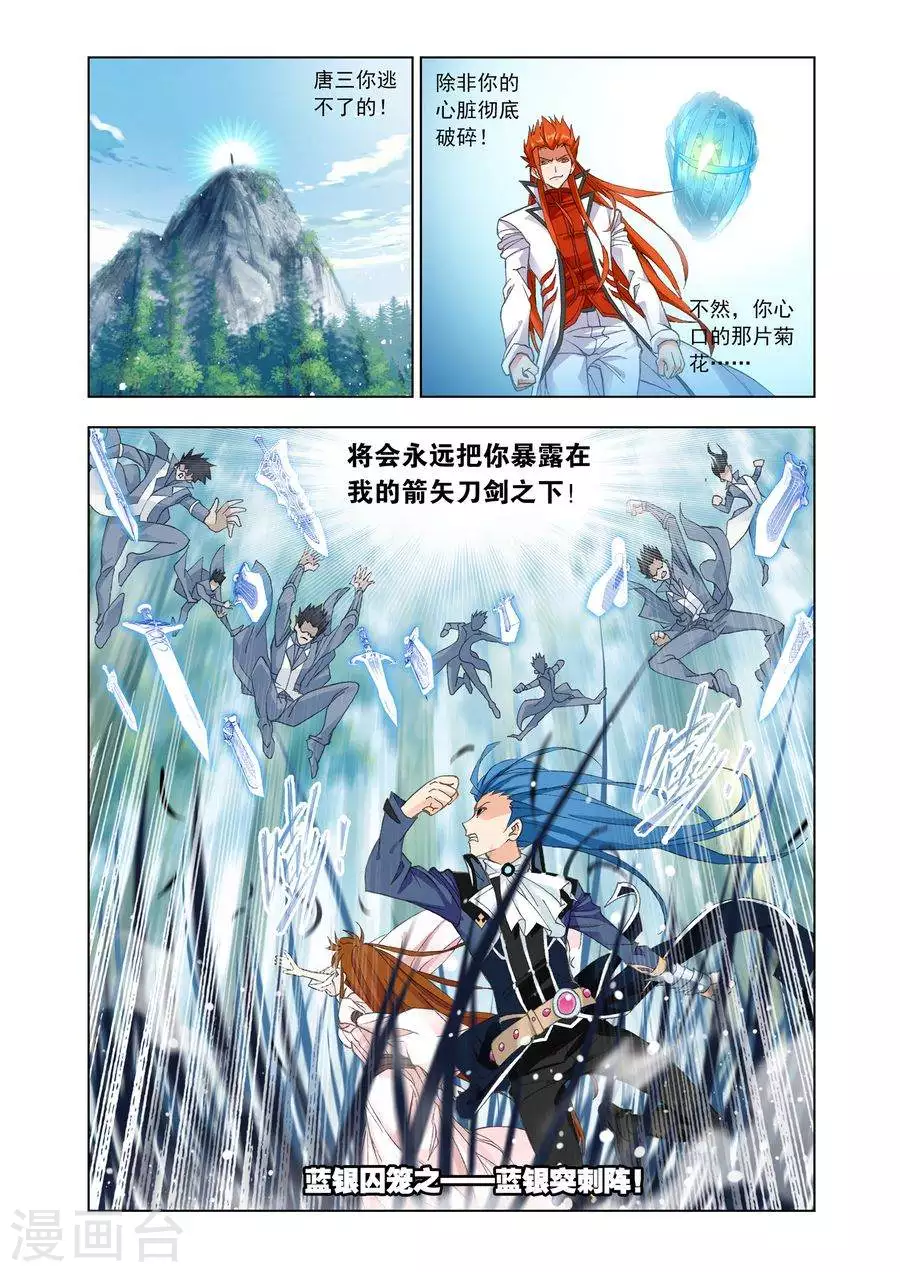 唐三你逃
不了的！
除非你的
心脏彻底
破碎！
不然，你心
口的那片菊
花……
将会永远把你暴露在
我的箭矢刀剑之下！
蓝银囚笼之——蓝银突刺阵！
漫画台